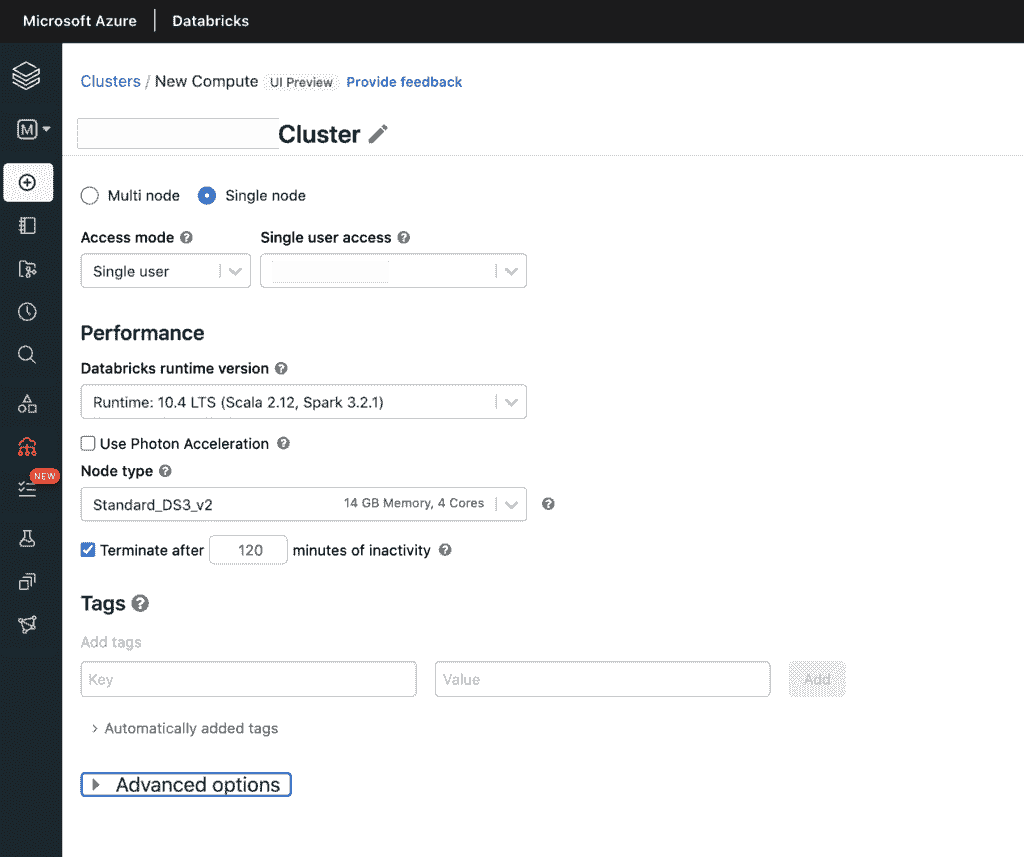 Microsoft Azure Databricks
Clusters / New Compute UI Preview Provide feedback
M
Cluster
Multi node Single node
Access mode ? Single user access ?
Single user
Performance
Databricks runtime version ?
Runtime: 10.4 LTS (Scala 2.12, Spark 3.2.1)
Use Photon Acceleration ?
Node type ?
NEW
Standard_DS3_v2 14 GB Memory, 4 Cores ?
Terminate after 120 minutes of inactivity ?
Tags ?
Add tags
Key Value Add
Automatically added tags
Advanced options